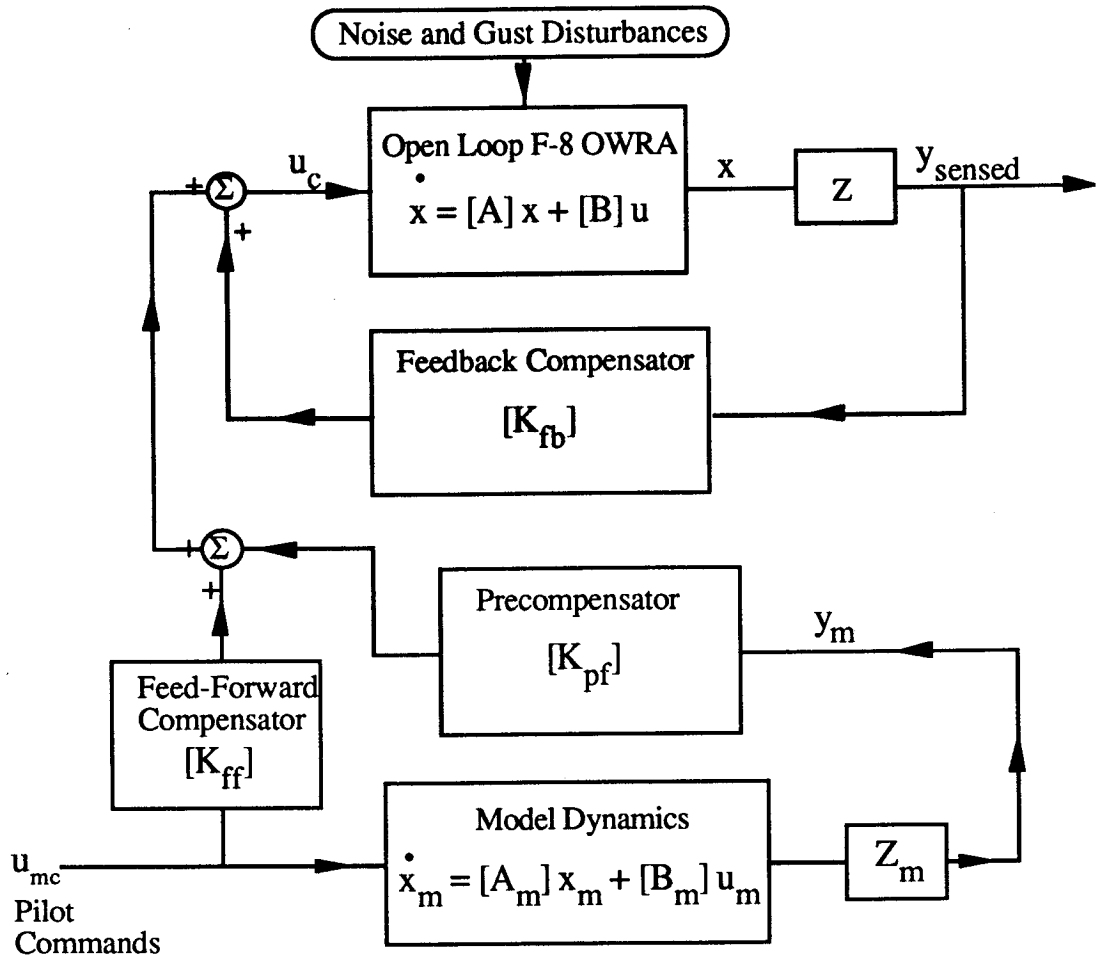 Noise and Gust Disturbances
Open Loop F-8 OWRA
ẋ = [A] x + [B] u
+
Σ
u_c
x
Z
y_sensed
+
Feedback Compensator
[K_fb]
+
Σ
+
Precompensator
[K_pf]
y_m
Feed-Forward
Compensator
[K_ff]
Model Dynamics
ẋ_m = [A_m] x_m + [B_m] u_m
Z_m
u_mc
Pilot
Commands